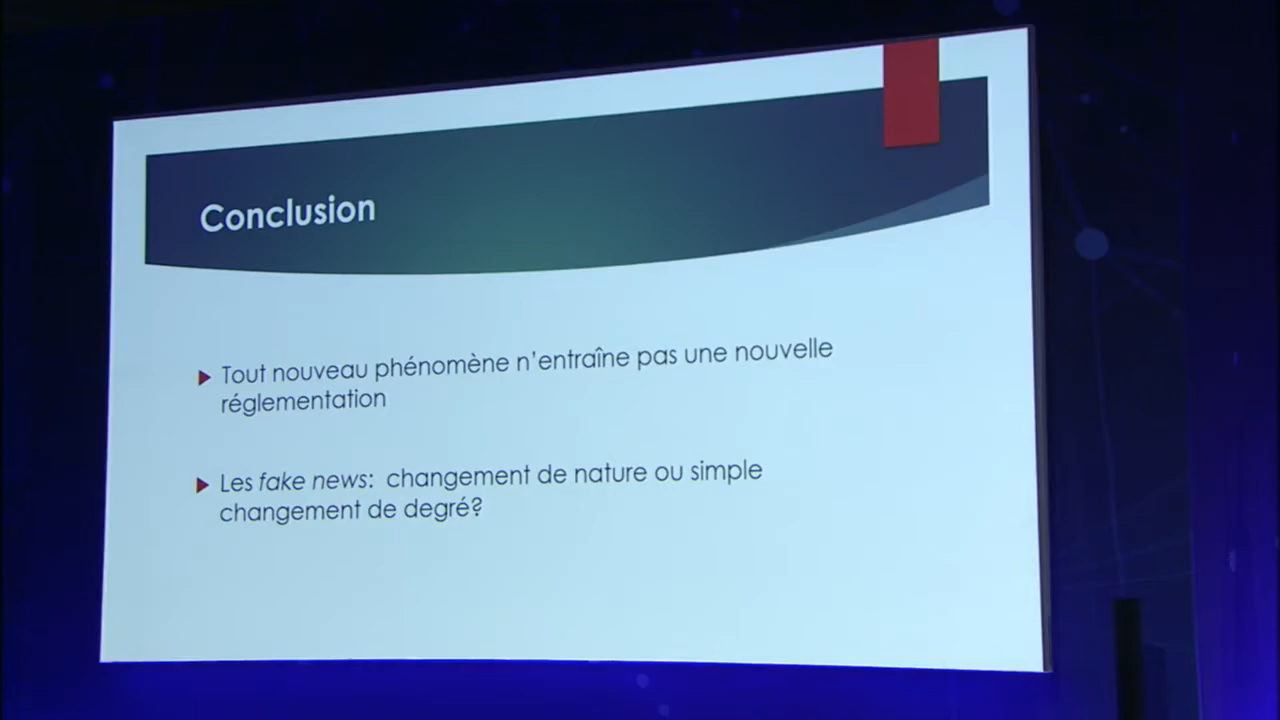 Conclusion
Tout nouveau phénomène n'entraîne pas une nouvelle
réglementation
Les fake news: changement de nature ou simple
changement de degré?